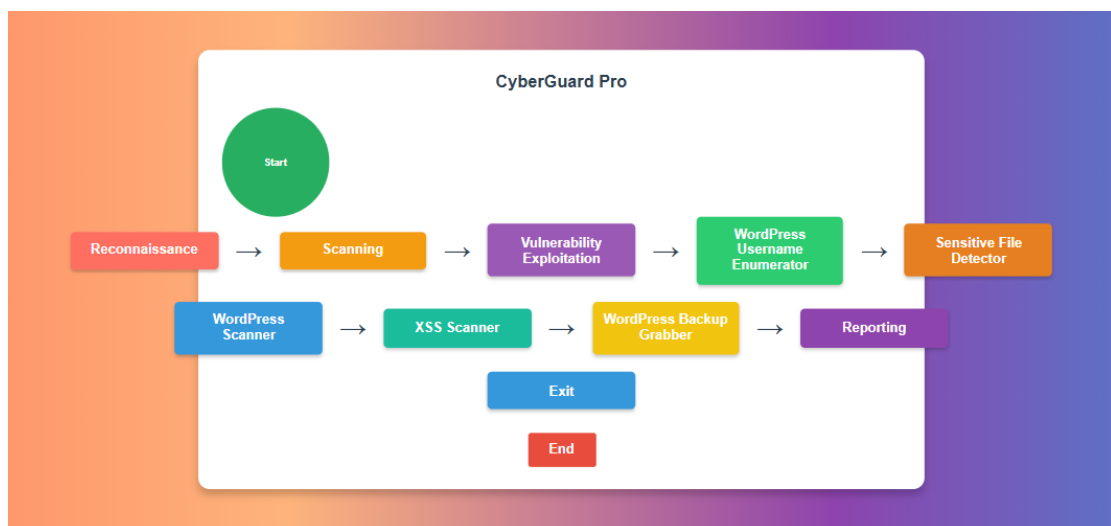 CyberGuard Pro
Start
Reconnaissance
→
Scanning
→
Vulnerability
Exploitation
→
WordPress
Username
Enumerator
→
Sensitive File
Detector
WordPress
Scanner
→
XSS Scanner
→
WordPress Backup
Grabber
→
Reporting
Exit
End